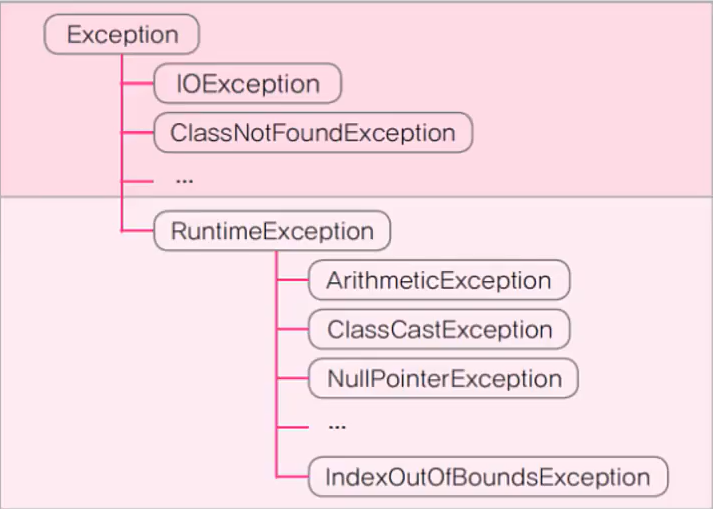 Exception
IOException
ClassNotFoundException
...
RuntimeException
ArithmeticException
ClassCastException
NullPointerException
...
IndexOutOfBoundsException